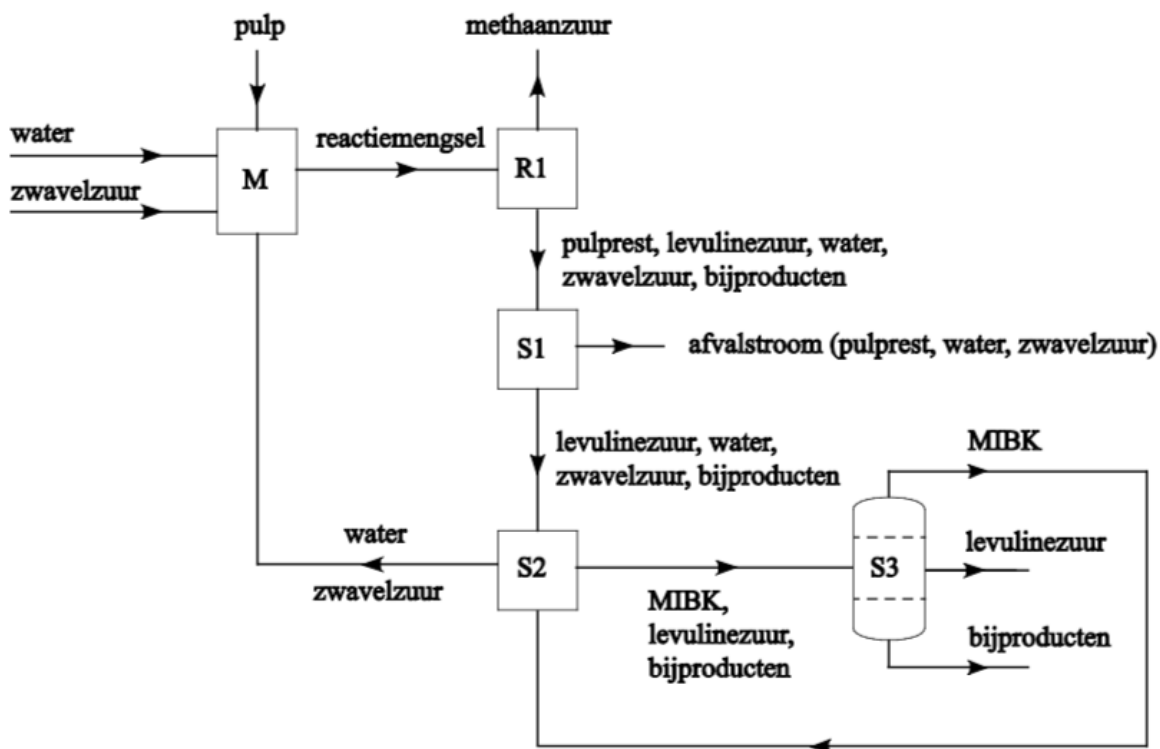 pulp
methaanzuur
water
zwavelzuur
M
reactiemengsel
R1
pulprest, levulinezuur, water,
zwavelzuur, bijproducten
S1
afvalstroom (pulprest, water, zwavelzuur)
levulinezuur, water,
zwavelzuur, bijproducten
MIBK
water
zwavelzuur
S2
MIBK,
levulinezuur,
bijproducten
S3
levulinezuur
bijproducten